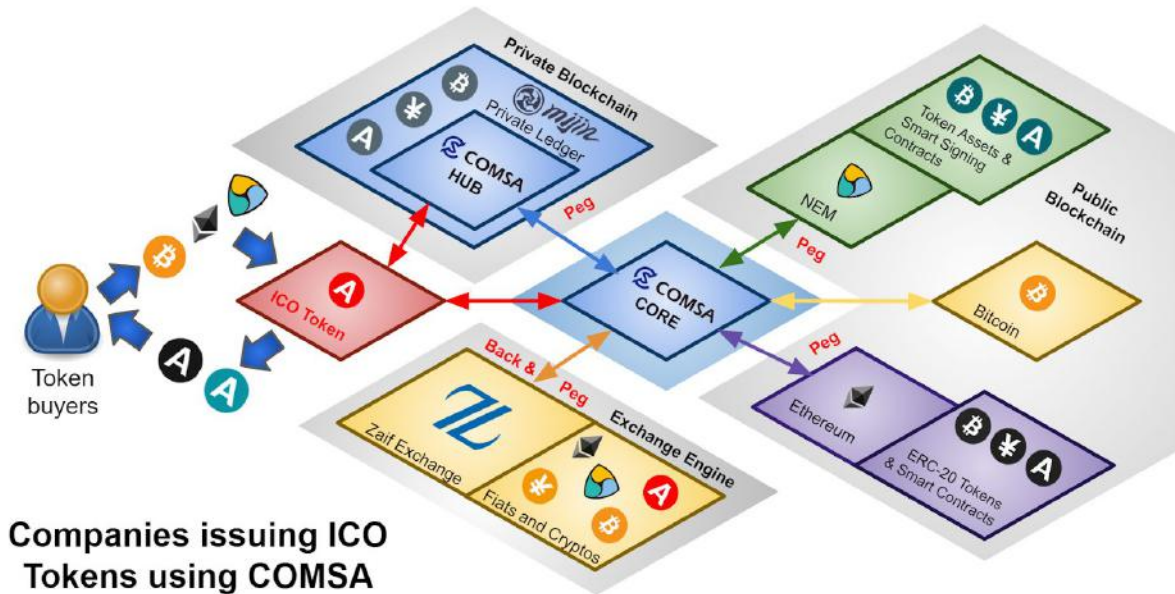 Private Blockchain
mijin
Private Ledger
COMSA
HUB
Peg
Token Assets &
Smart Signing
Contracts
NEM
Public
Blockchain
Peg
ICO Token
COMSA
CORE
Bitcoin
Token
buyers
Back &
Peg
Peg
Zaif Exchange
Exchange Engine
Fiats and Cryptos
Ethereum
ERC-20 Tokens
& Smart Contracts
Companies issuing ICO
Tokens using COMSA